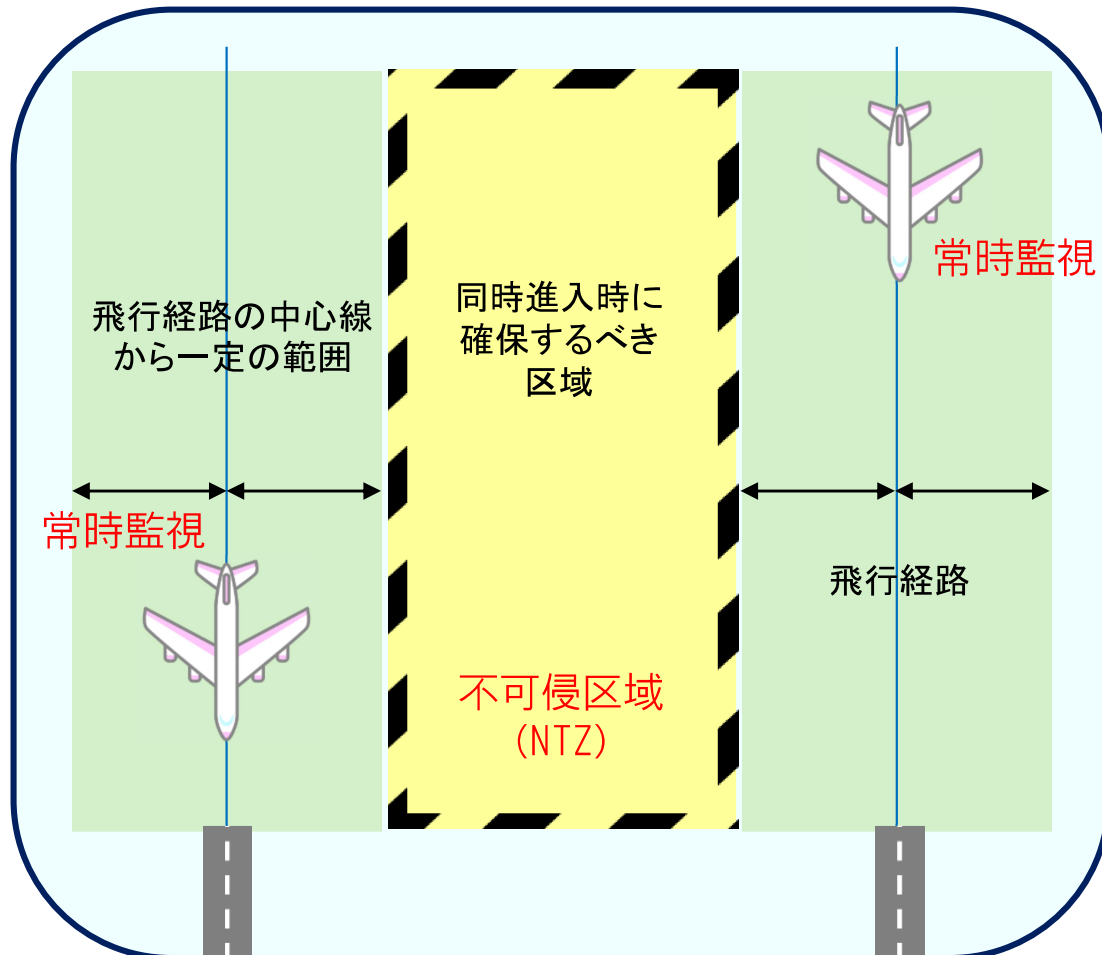 常時監視
飛行経路の中心線
から一定の範囲
同時進入時に
確保するべき
区域
常時監視
飛行経路
不可侵区域
(NTZ)